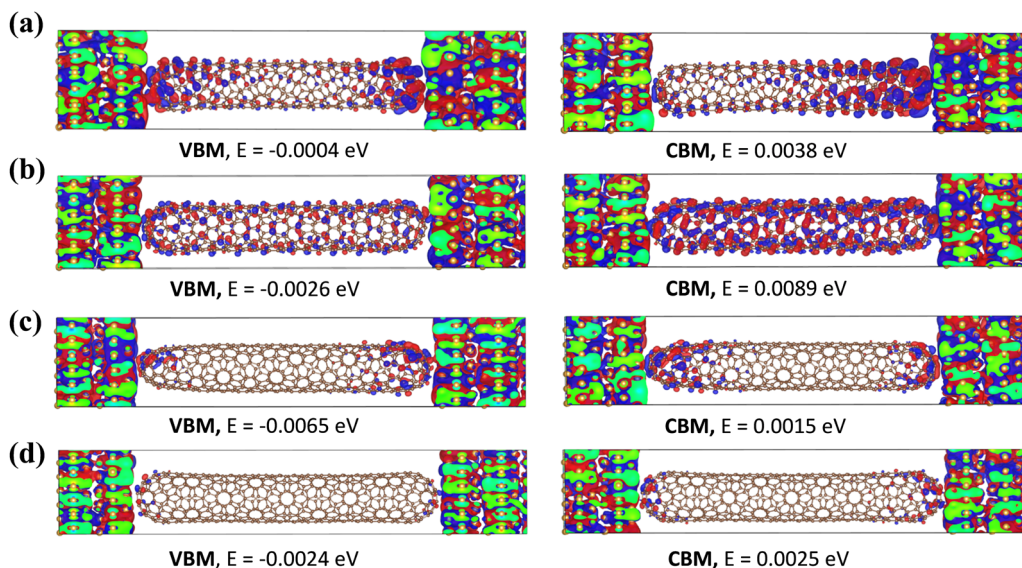 (a)
VBM, E = -0.0004 eV
CBM, E = 0.0038 eV
(b)
VBM, E = -0.0026 eV
CBM, E = 0.0089 eV
(c)
VBM, E = -0.0065 eV
CBM, E = 0.0015 eV
(d)
VBM, E = -0.0024 eV
CBM, E = 0.0025 eV